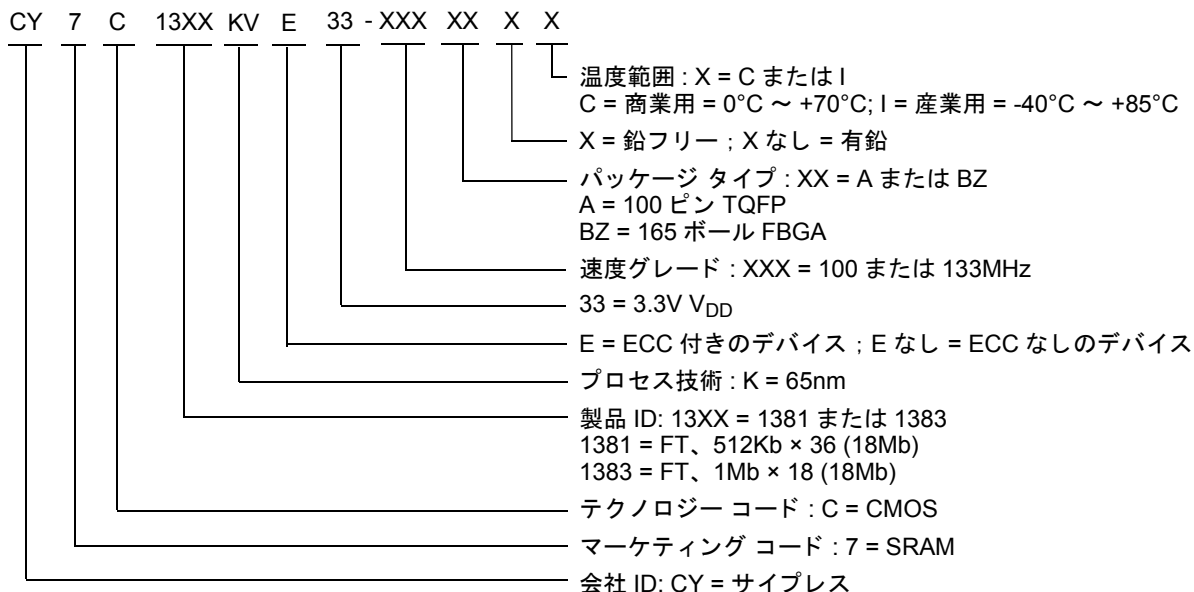 CY 7 C 13XX KV E 33 - XXX XX X X
温度範囲 : X = C または I
C = 商業用 = 0°C ～ +70°C; I = 産業用 = -40°C ～ +85°C
X = 鉛フリー ; X なし = 有鉛
パッケージ タイプ : XX = A または BZ
A = 100 ピン TQFP
BZ = 165 ボール FBGA
速度グレード : XXX = 100 または 133MHz
33 = 3.3V VDD
E = ECC 付きのデバイス ; E なし = ECC なしのデバイス
プロセス技術 : K = 65nm
製品 ID: 13XX = 1381 または 1383
1381 = FT、512Kb × 36 (18Mb)
1383 = FT、1Mb × 18 (18Mb)
テクノロジー コード : C = CMOS
マーケティング コード : 7 = SRAM
会社 ID: CY = サイプレス